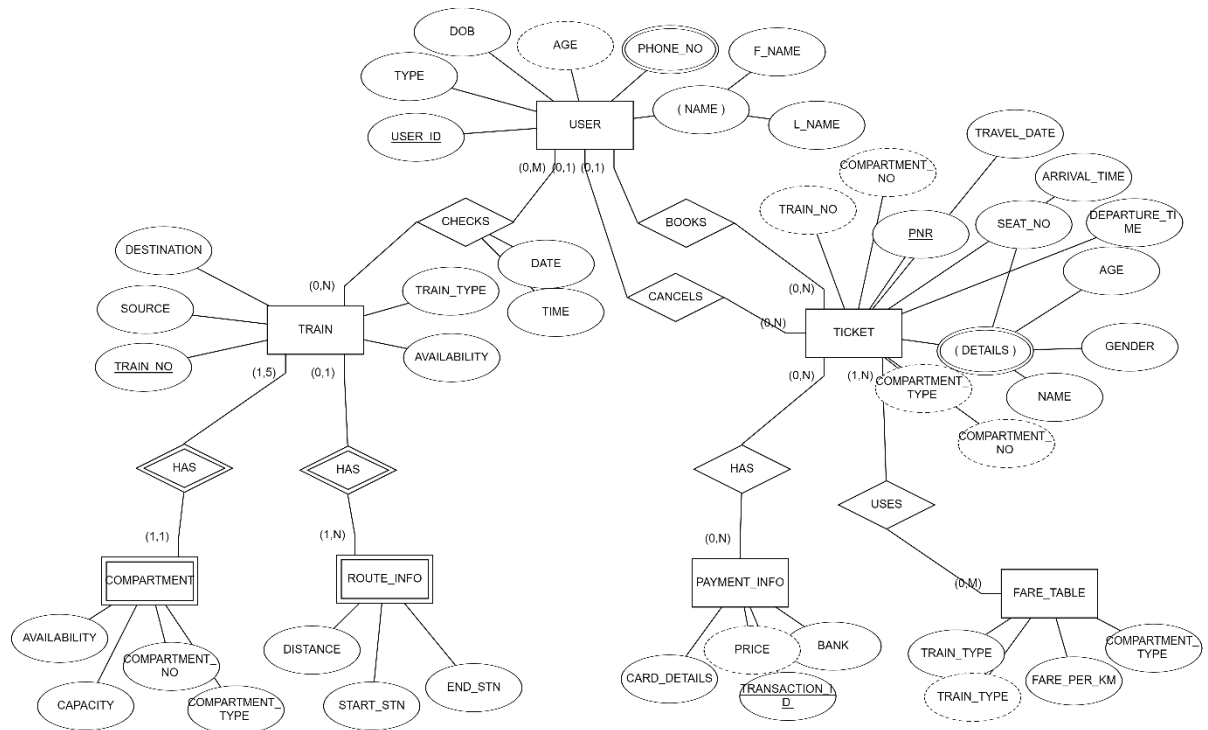 DOB
AGE
PHONE_NO
F_NAME
TYPE
( NAME )
USER
L_NAME
USER_ID
TRAVEL_DATE
(0,M)
(0,1)
(0,1)
COMPARTMENT_
NO
ARRIVAL_TIME
CHECKS
BOOKS
TRAIN_NO
PNR
SEAT_NO
DEPARTURE_TI
ME
DESTINATION
DATE
AGE
(0,N)
TRAIN_TYPE
CANCELS
(0,N)
SOURCE
TIME
TRAIN
(0,N)
TICKET
TRAIN_NO
AVAILABILITY
( DETAILS )
GENDER
(1,5)
(0,1)
(0,N)
(1,N)
COMPARTMENT_
TYPE
NAME
COMPARTMENT_
NO
HAS
HAS
HAS
USES
(1,1)
(1,N)
(0,N)
COMPARTMENT
ROUTE_INFO
PAYMENT_INFO
(0,M)
FARE_TABLE
AVAILABILITY
DISTANCE
PRICE
BANK
COMPARTMENT_
TYPE
COMPARTMENT_
NO
TRAIN_TYPE
CARD_DETAILS
FARE_PER_KM
END_STN
CAPACITY
START_STN
TRANSACTION_I
D
TRAIN_TYPE
COMPARTMENT_
TYPE